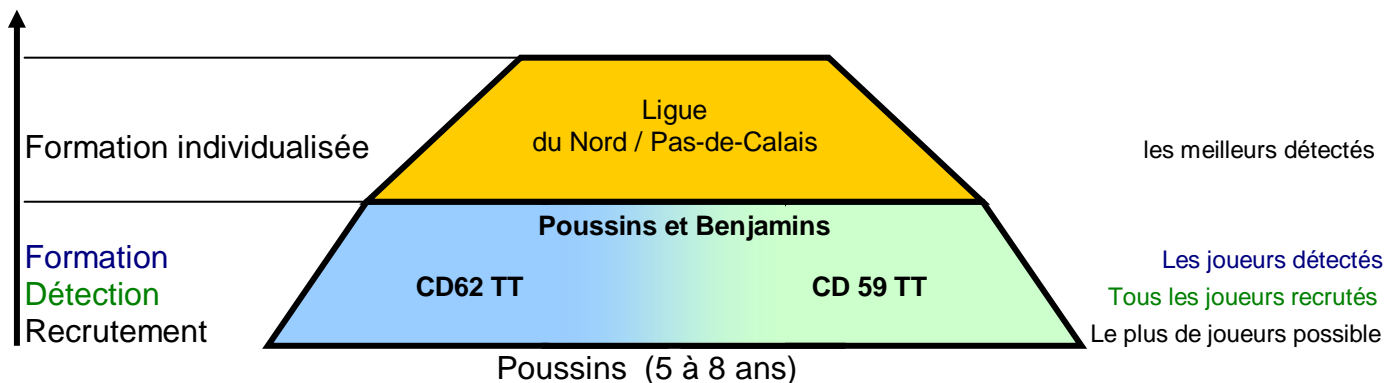 Ligue
du Nord / Pas-de-Calais
Formation individualisée
les meilleurs détectés
Poussins et Benjamins
Formation
Les joueurs détectés
CD62 TT
CD 59 TT
Détection
Tous les joueurs recrutés
Recrutement
Le plus de joueurs possible
Poussins (5 à 8 ans)